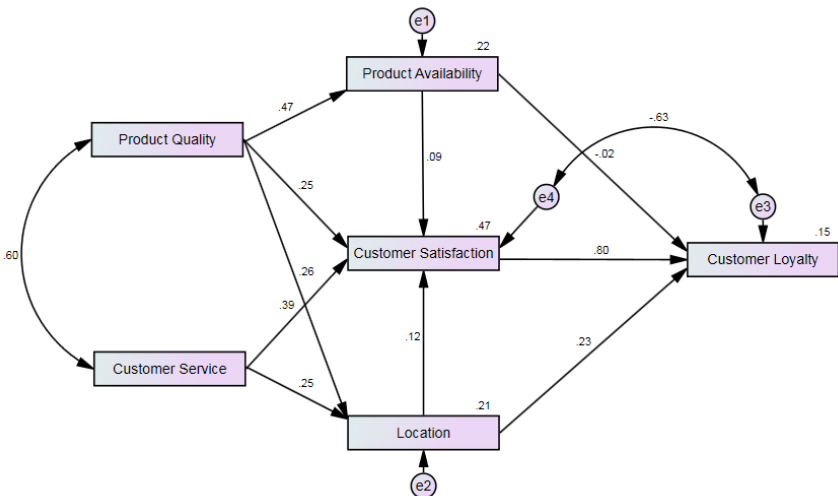 e1
.22
Product Availability
.47
Product Quality
-.63
.09
-.02
.25
e4
e3
.47
.15
Customer Satisfaction
.60
Customer Loyalty
.60
.26
.39
.12
.23
Customer Service
.25
.21
Location
e2